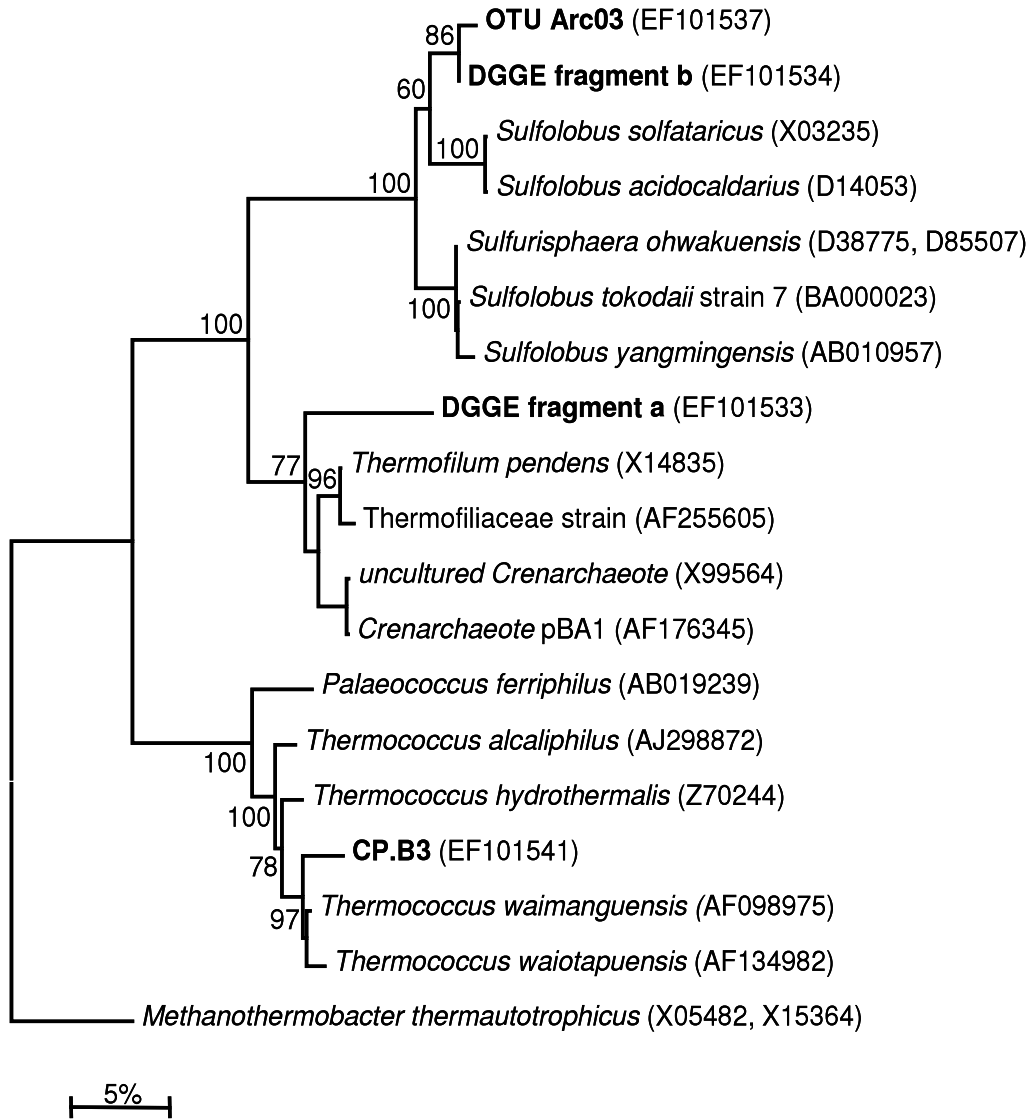 OTU Arc03 (EF101537)
86
DGGE fragment b (EF101534)
60
Sulfolobus solfataricus (X03235)
100
Sulfolobus acidocaldarius (D14053)
100
Sulfurisphaera ohwakuensis (D38775, D85507)
Sulfolobus tokodaii strain 7 (BA000023)
100
Sulfolobus yangmingensis (AB010957)
100
DGGE fragment a (EF101533)
77
Thermofilum pendens (X14835)
96
Thermofiliaceae strain (AF255605)
uncultured Crenarchaeote (X99564)
Crenarchaeote pBA1 (AF176345)
Palaeococcus ferriphilus (AB019239)
Thermococcus alcaliphilus (AJ298872)
100
Thermococcus hydrothermalis (Z70244)
100
CP.B3 (EF101541)
78
Thermococcus waimanguensis (AF098975)
97
Thermococcus waiotapuensis (AF134982)
Methanothermobacter thermautotrophicus (X05482, X15364)
5%